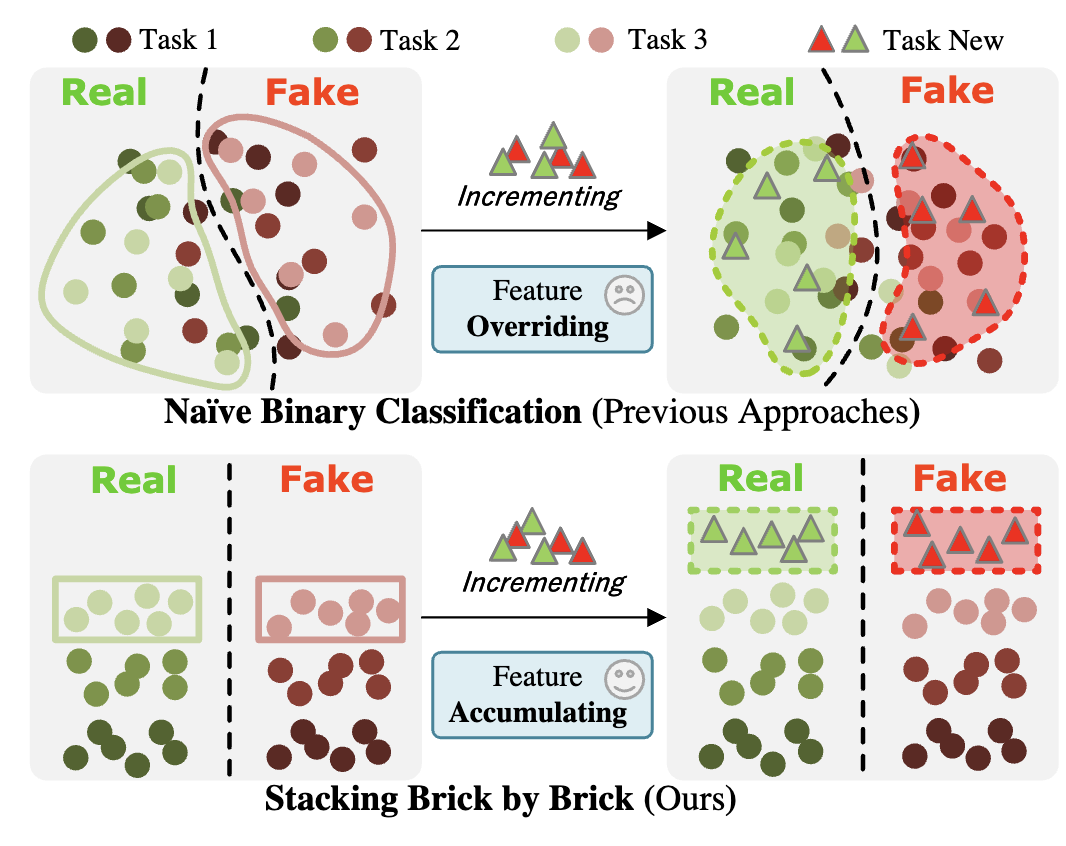 Task 1 Task 2 Task 3 Task New
Real Fake
Incrementing
Feature
Overriding
Real Fake
Naïve Binary Classification (Previous Approaches)
Real Fake
Incrementing
Feature
Accumulating
Real Fake
Stacking Brick by Brick (Ours)